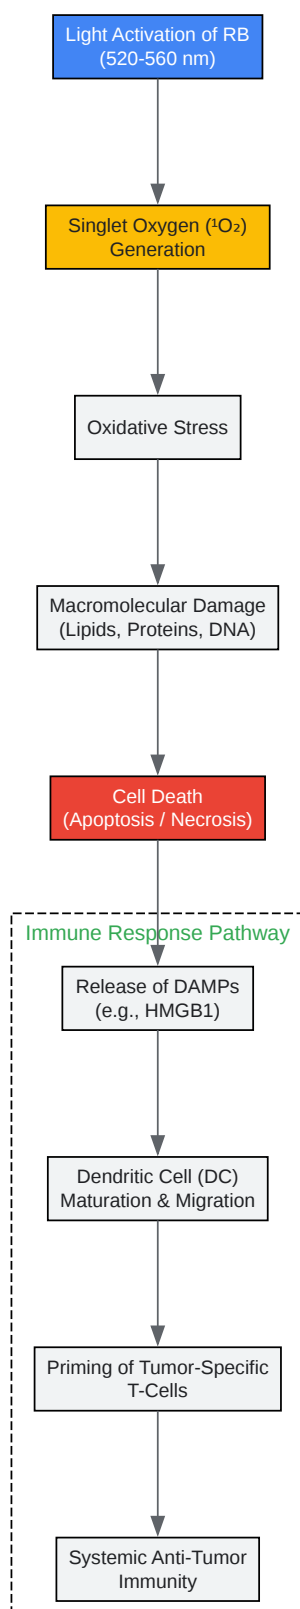 Light Activation of RB
(520-560 nm)
Singlet Oxygen (¹O₂)
Generation
Oxidative Stress
Macromolecular Damage
(Lipids, Proteins, DNA)
Cell Death
(Apoptosis / Necrosis)
Immune Response Pathway
Release of DAMPs
(e.g., HMGB1)
Dendritic Cell (DC)
Maturation & Migration
Priming of Tumor-Specific
T-Cells
Systemic Anti-Tumor
Immunity